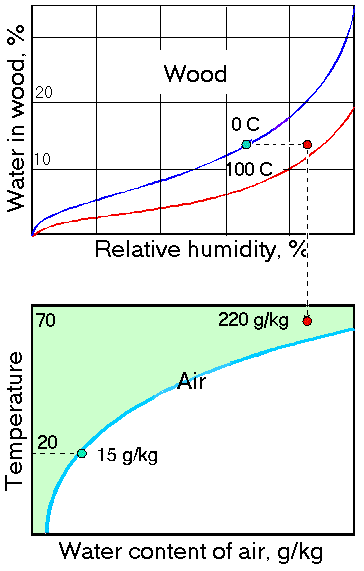 Water in wood, %
Wood
20
0 C
10
100 C
Relative humidity, %
70
220 g/kg
Air
Temperature
20
15 g/kg
Water content of air, g/kg